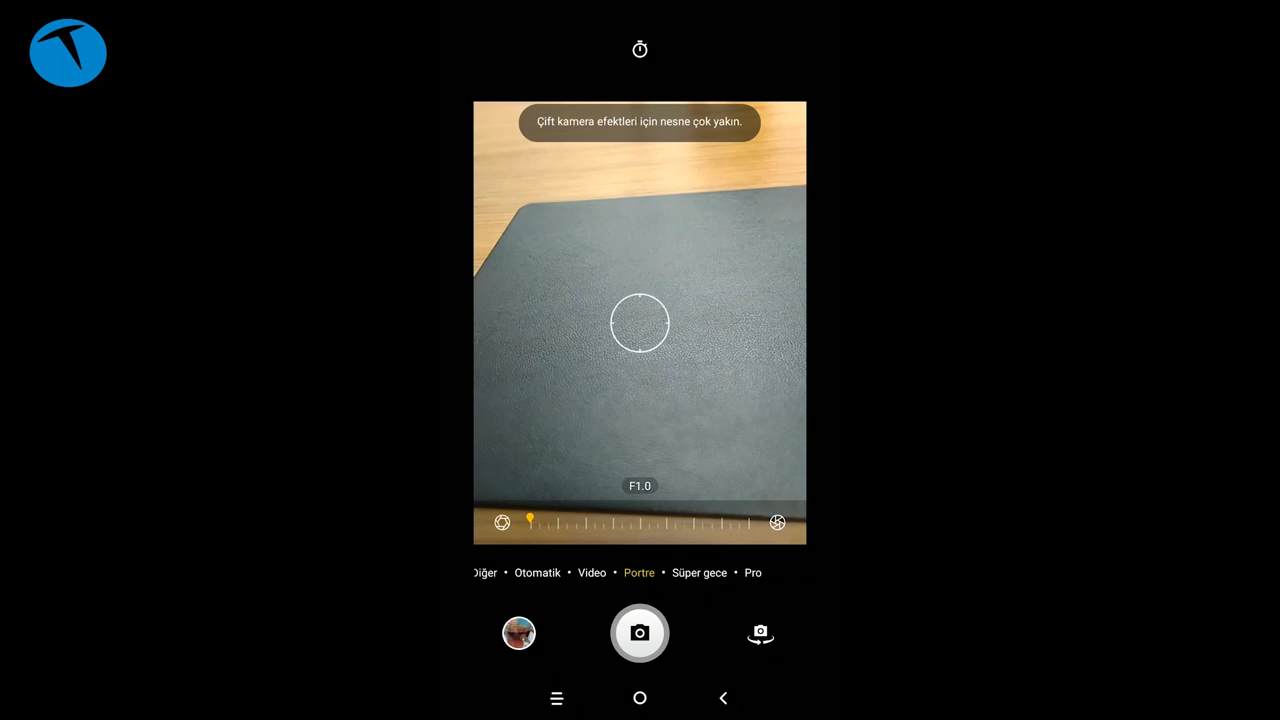 Çift kamera efektleri için nesne çok yakın.
F1.0
Diğer • Otomatik • Video • Portre • Süper gece • Pro